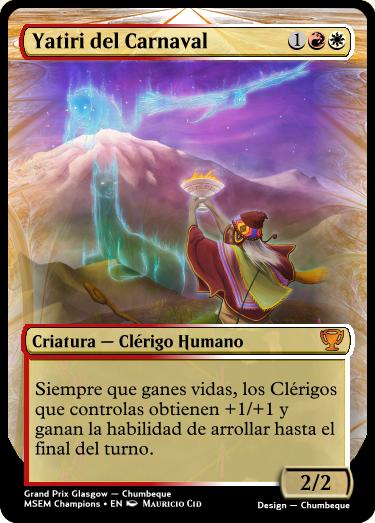 Yatiri del Carnaval
1
Criatura — Clérigo Humano
Siempre que ganes vidas, los Clérigos
que controlas obtienen +1/+1 y
ganan la habilidad de arrollar hasta el
final del turno.
2/2
Grand Prix Glasgow — Chumbeque
MSEM Champions • EN Mauricio Cid
Design — Chumbeque